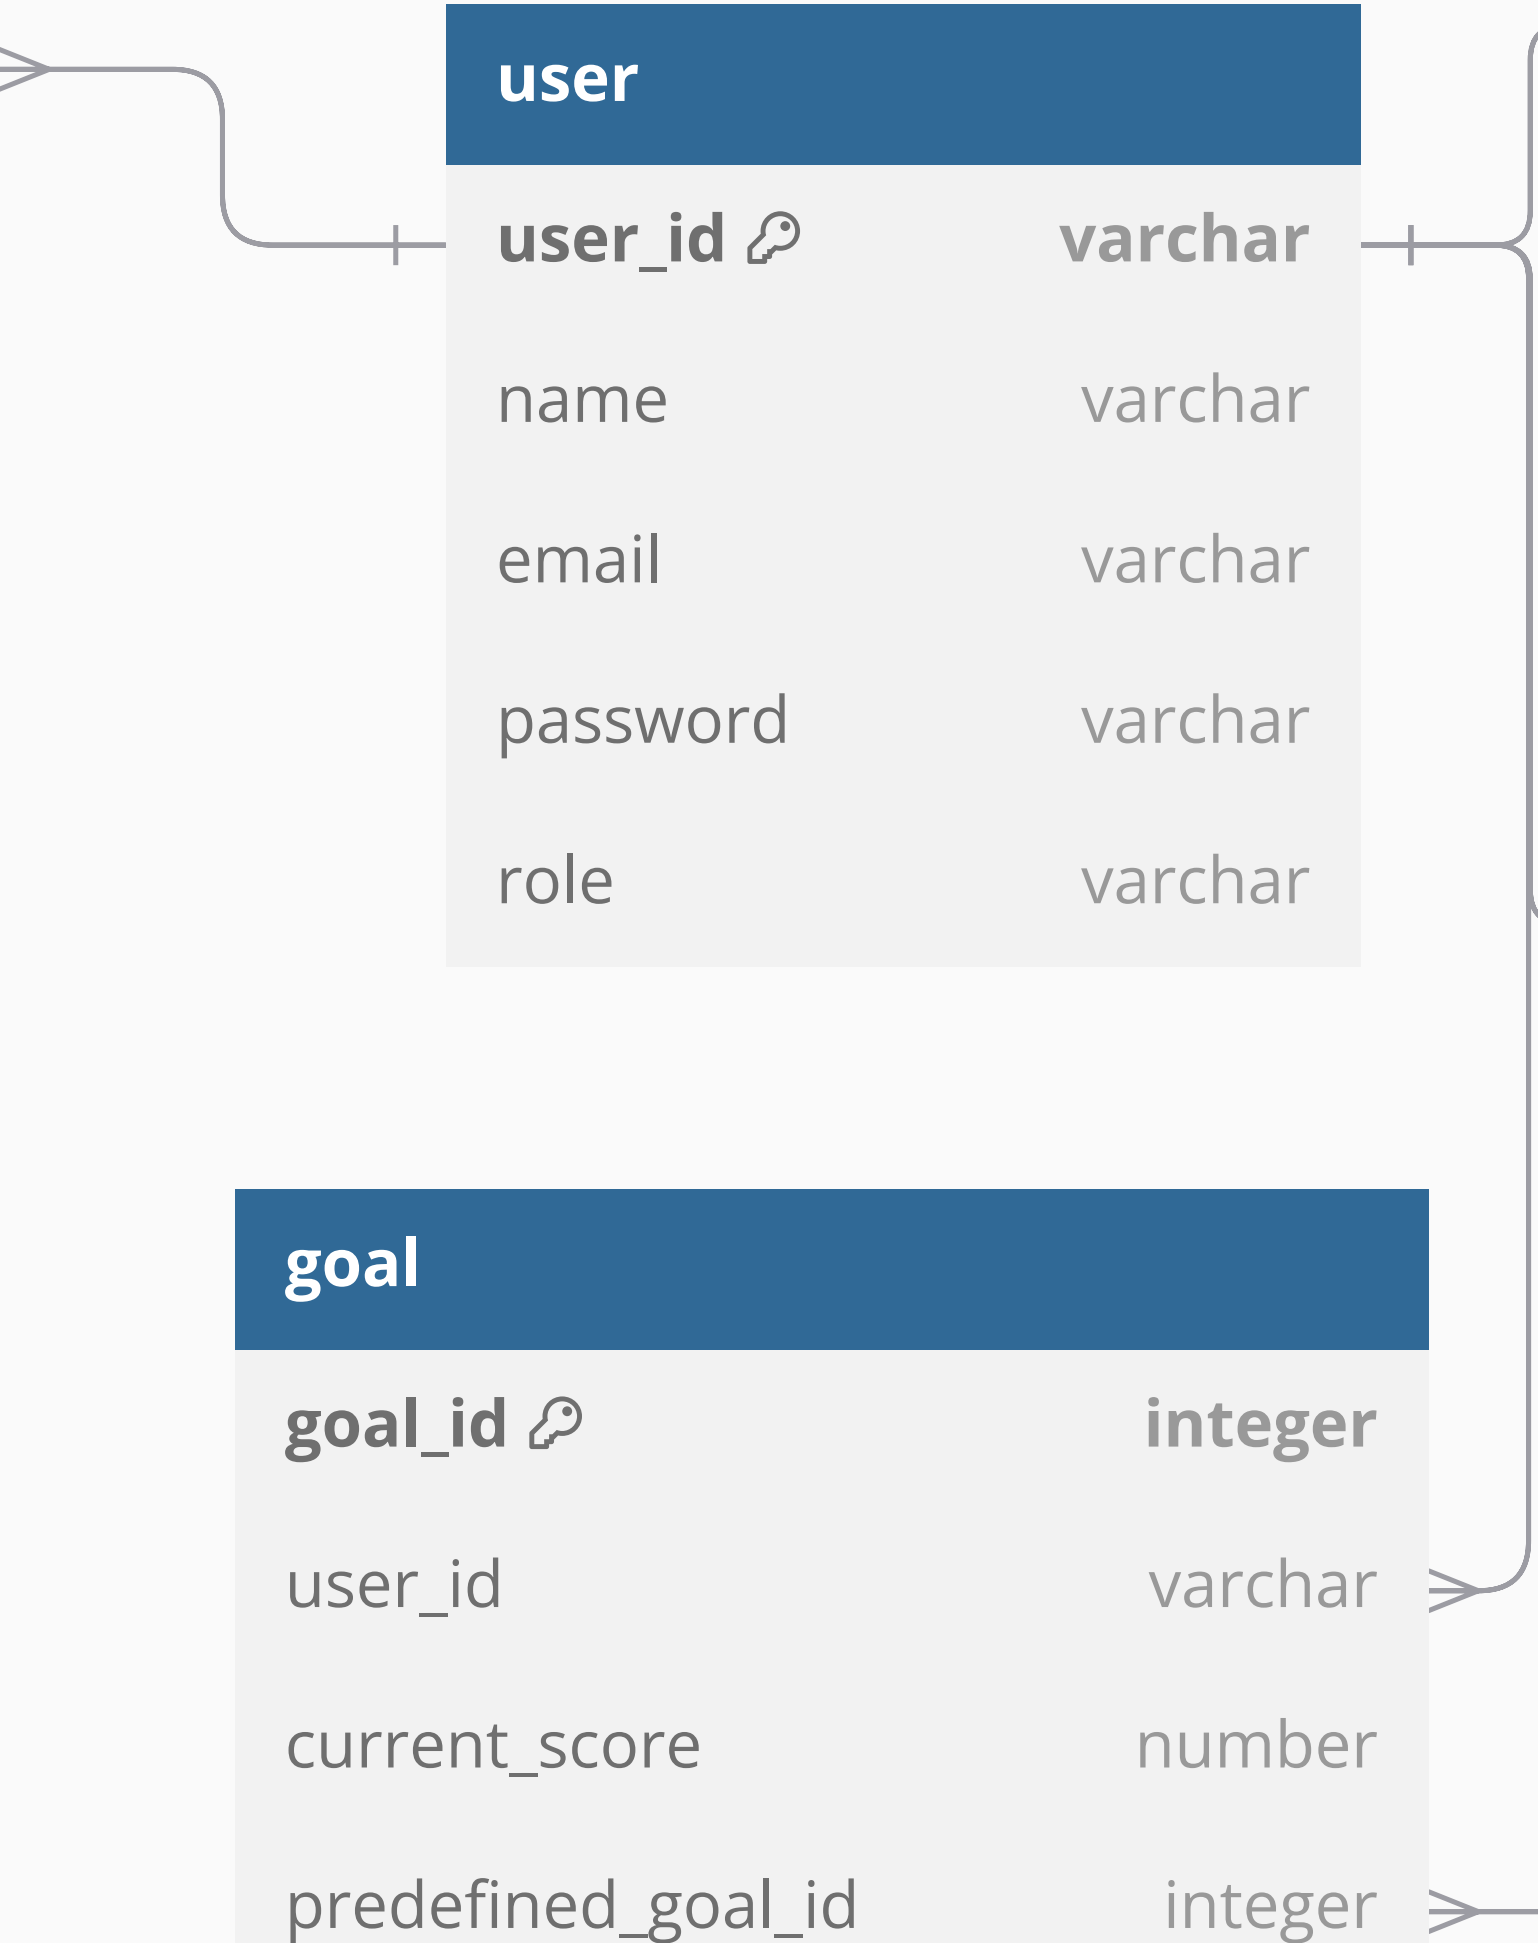 user
user_id varchar
name varchar
email varchar
password varchar
role varchar
goal
goal_id integer
user_id varchar
current_score number
predefined_goal_id integer